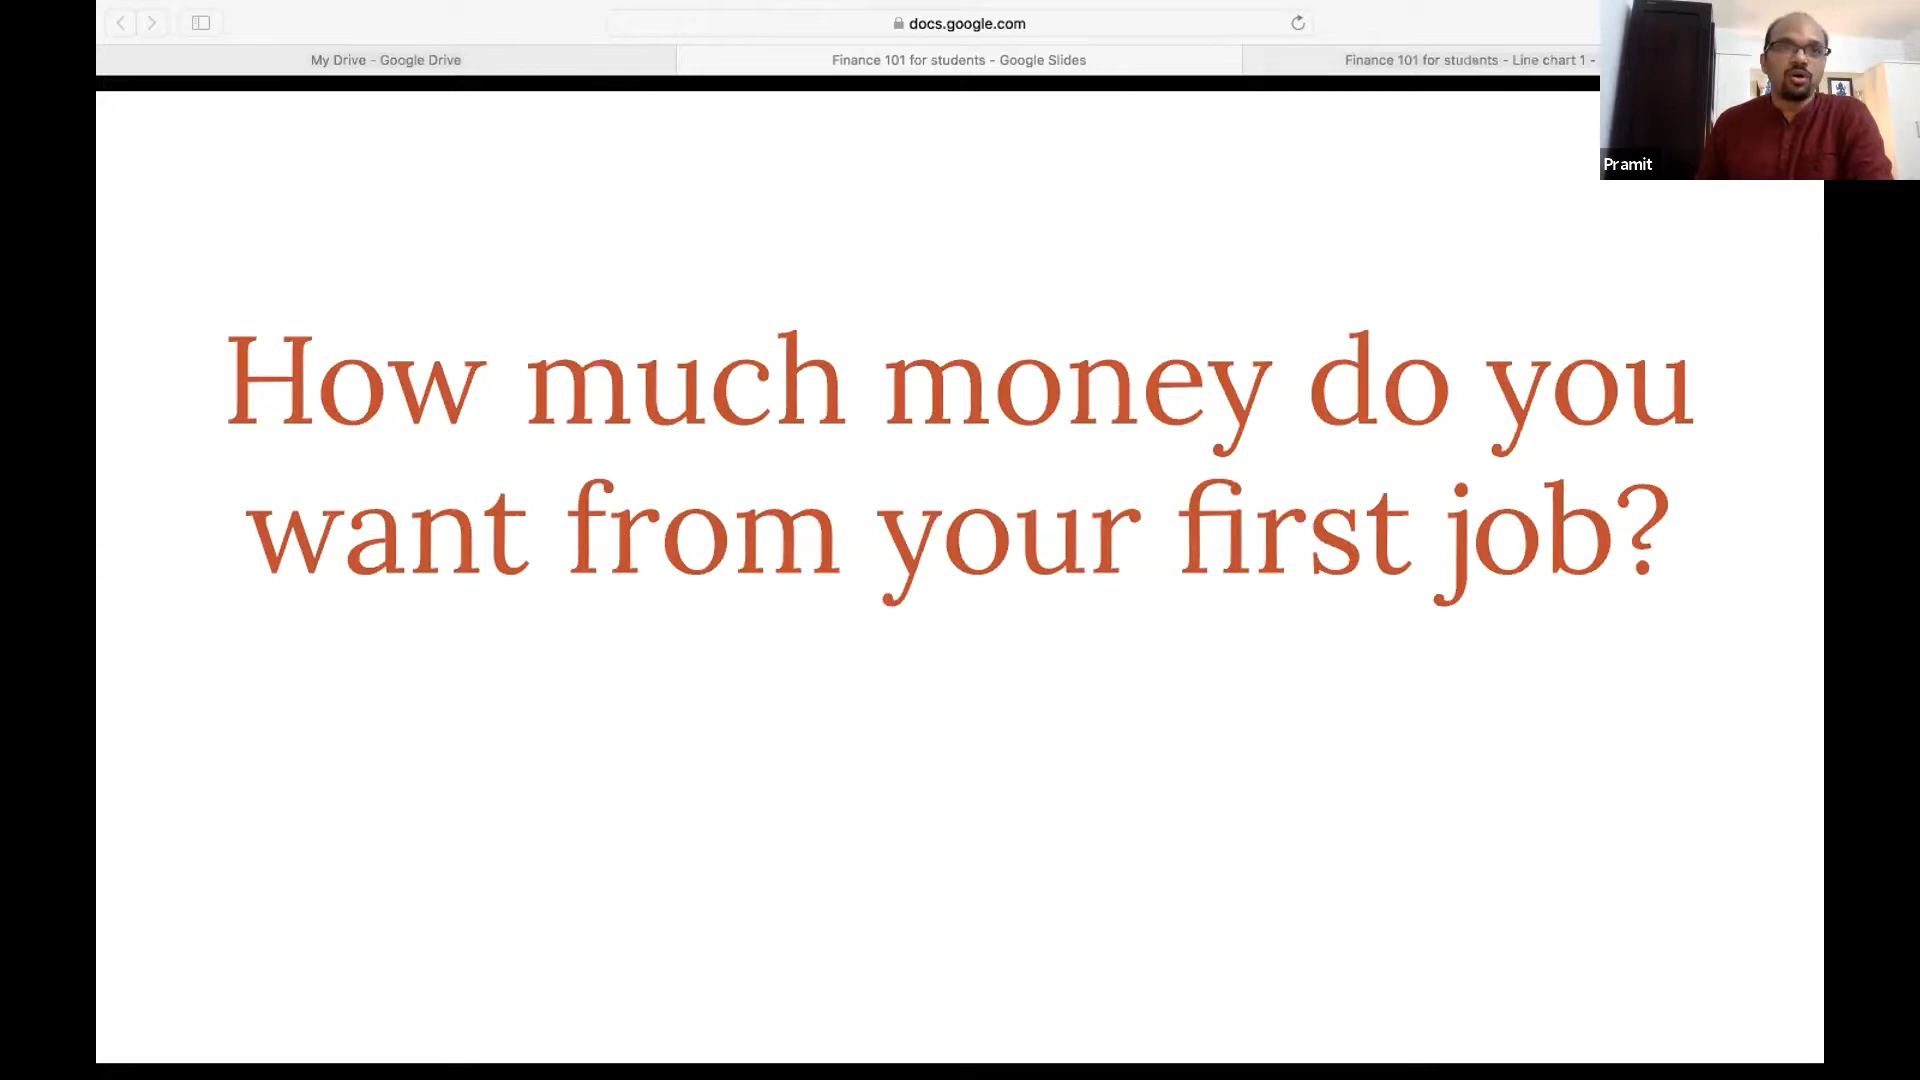 docs.google.com
My Drive - Google Drive
Finance 101 for students - Google Slides
Finance 101 for students - Line chart 1 -
Pramit
How much money do you
want from your first job?